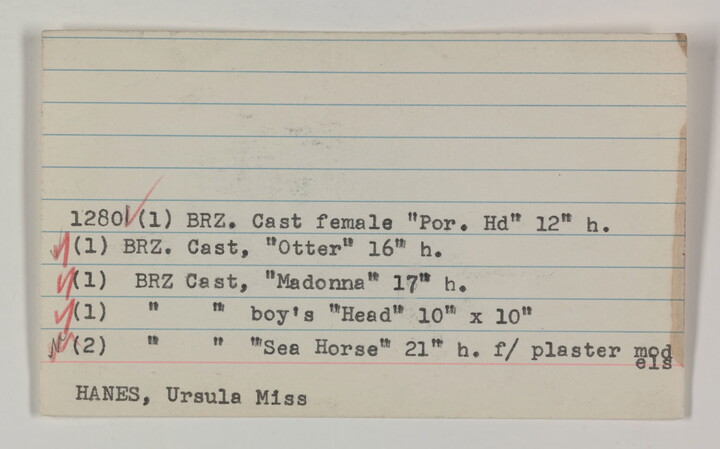 1280 (1) BRZ. Cast female "Por. Hd" 12" h.
(1) BRZ. Cast, "Otter" 16" h.
(1) BRZ Cast, "Madonna" 17" h.
(1) " " boy's "Head" 10" x 10"
(2) " " "Sea Horse" 21" h. f/ plaster mod
els
HANES, Ursula Miss